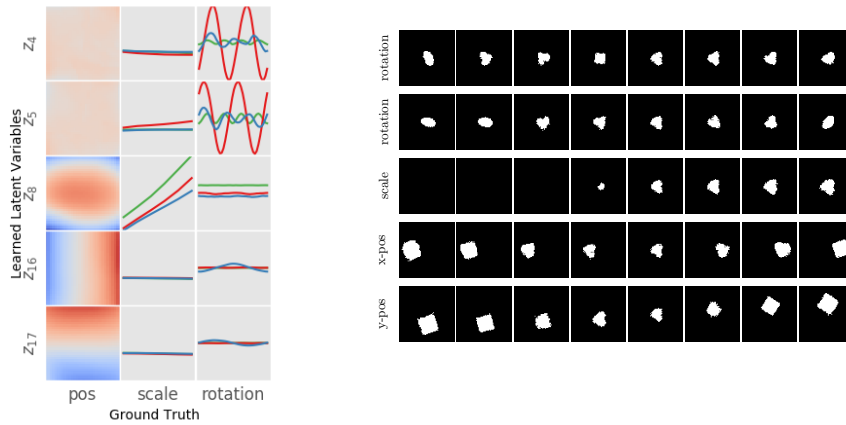 Learned Latent Variables
Z4
Z5
Z8
Z16
Z17
pos scale rotation
Ground Truth
rotation
rotation
scale
x-pos
y-pos